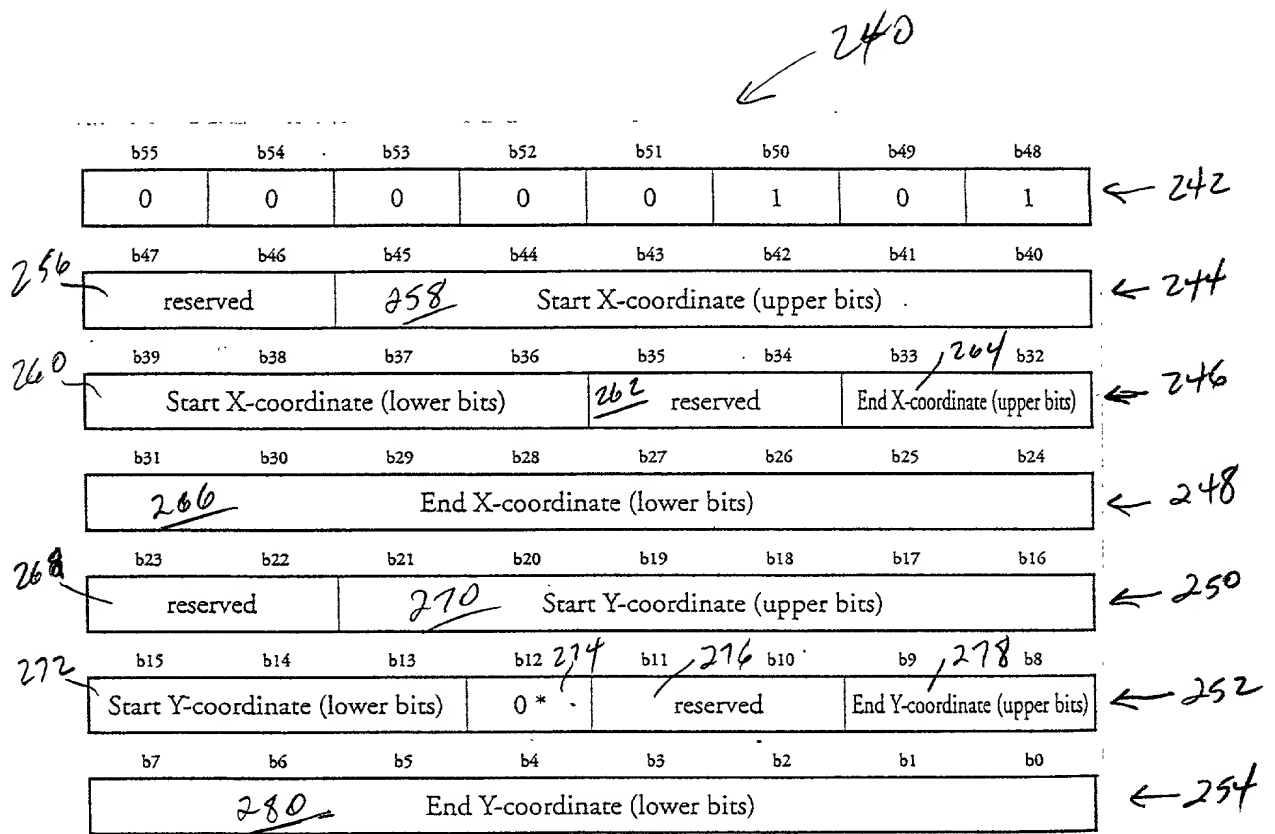 240
b55 b54 b53 b52 b51 b50 b49 b48
0 0 0 0 0 1 0 1 242
b47 b46 b45 b44 b43 b42 b41 b40
256 reserved 258 Start X-coordinate (upper bits) 244
b39 b38 b37 b36 b35 b34 b33 264 b32
260 Start X-coordinate (lower bits) 262 reserved End X-coordinate (upper bits) 246
b31 b30 b29 b28 b27 b26 b25 b24
266 End X-coordinate (lower bits) 248
b23 b22 b21 b20 b19 b18 b17 b16
268 reserved 270 Start Y-coordinate (upper bits) 250
b15 b14 b13 b12 274 b11 276 b10 b9 278 b8
272 Start Y-coordinate (lower bits) 0 * reserved End Y-coordinate (upper bits) 252
b7 b6 b5 b4 b3 b2 b1 b0
280 End Y-coordinate (lower bits) 254